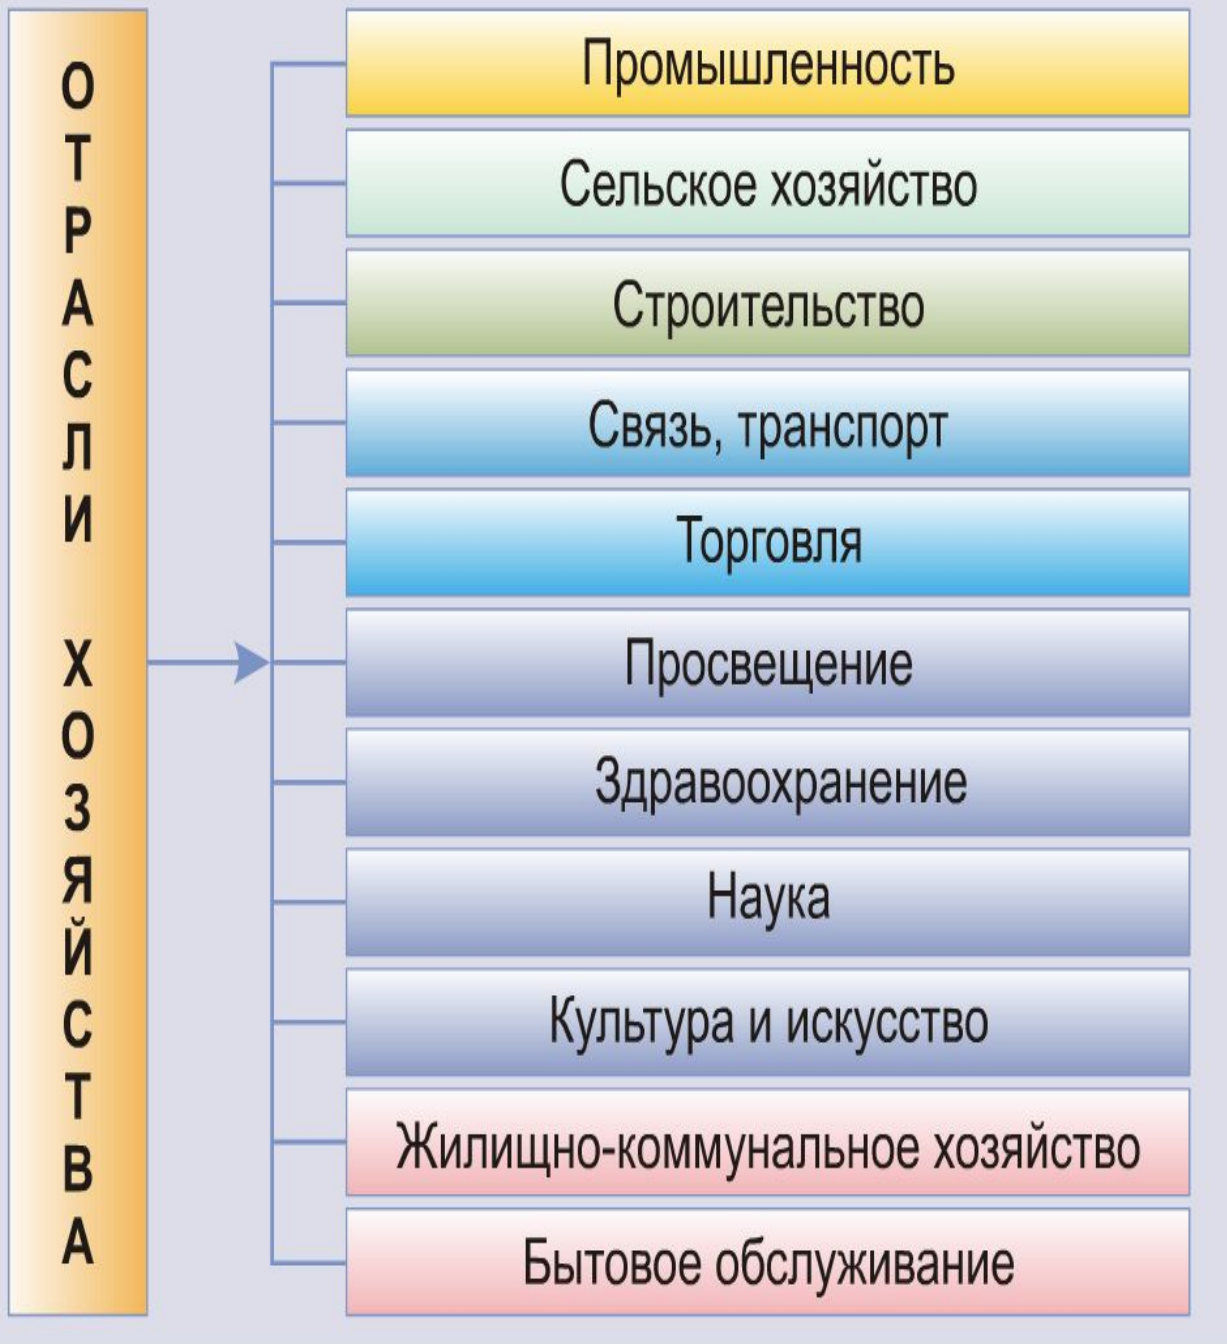 ОТРАСЛИ ХОЗЯЙСТВА
Промышленность
Сельское хозяйство
Строительство
Связь, транспорт
Торговля
Просвещение
Здравоохранение
Наука
Культура и искусство
Жилищно-коммунальное хозяйство
Бытовое обслуживание